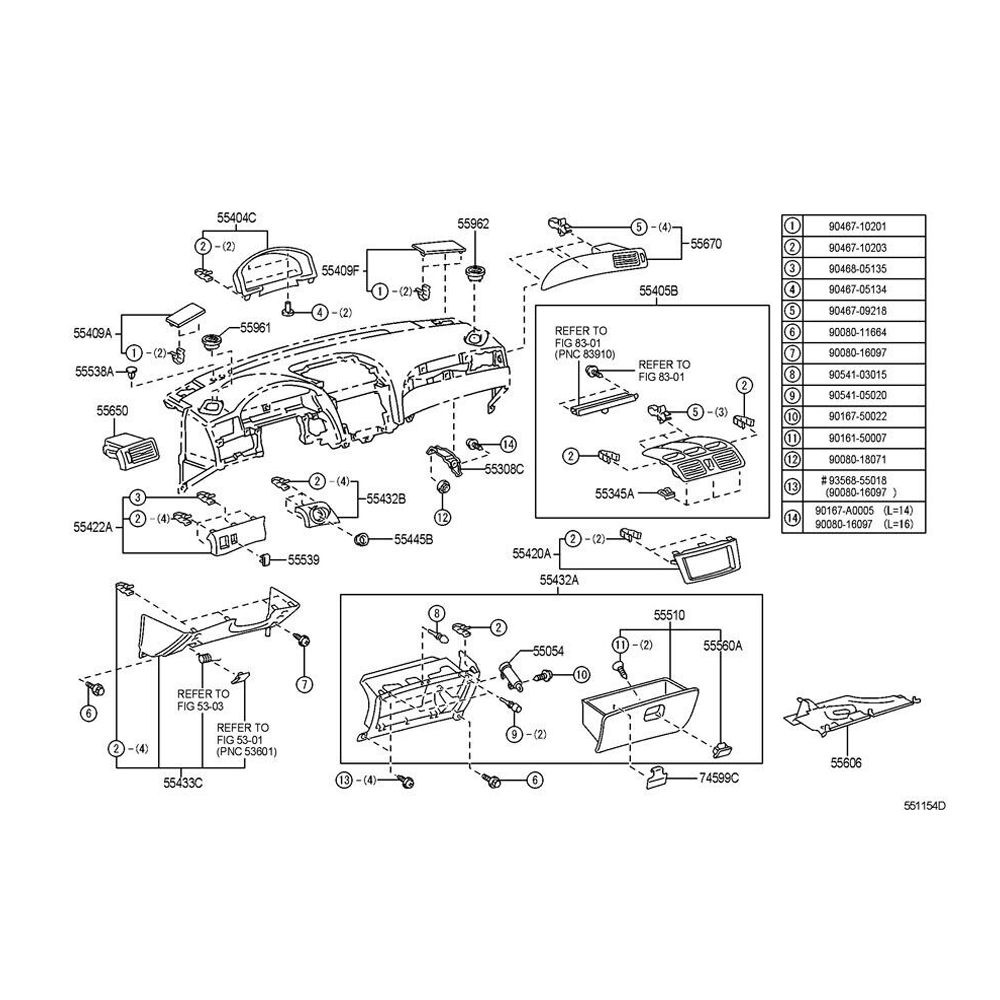 55404C
2 -(2)
55962
5 -(4)
55670
55409F
1 -(2)
4 -(2)
55409A
55961
1 -(2)
55538A
55650
55405B
REFER TO
FIG 83-01
(PNC 83910)
REFER TO
FIG 83-01
2
5 -(3)
2
55345A
14
55308C
12
3
2 -(4)
55422A
2 -(4)
55432B
55445B
55539
2 -(2)
55420A
55432A
8
2
55054
10
9 -(2)
55510
11 -(2)
55560A
7
6
REFER TO
FIG 53-03
REFER TO
FIG 53-01
(PNC 53601)
2 -(4)
55433C
13 -(4)
6
74599C
55606
1 90467-10201
2 90467-10203
3 90468-05135
4 90467-05134
5 90467-09218
6 90080-11664
7 90080-16097
8 90541-03015
9 90541-05020
10 90167-50022
11 90161-50007
12 90080-18071
13 #93568-55018
(90080-16097 )
14 90167-A0005 (L=14)
90080-16097 (L=16)
551154D